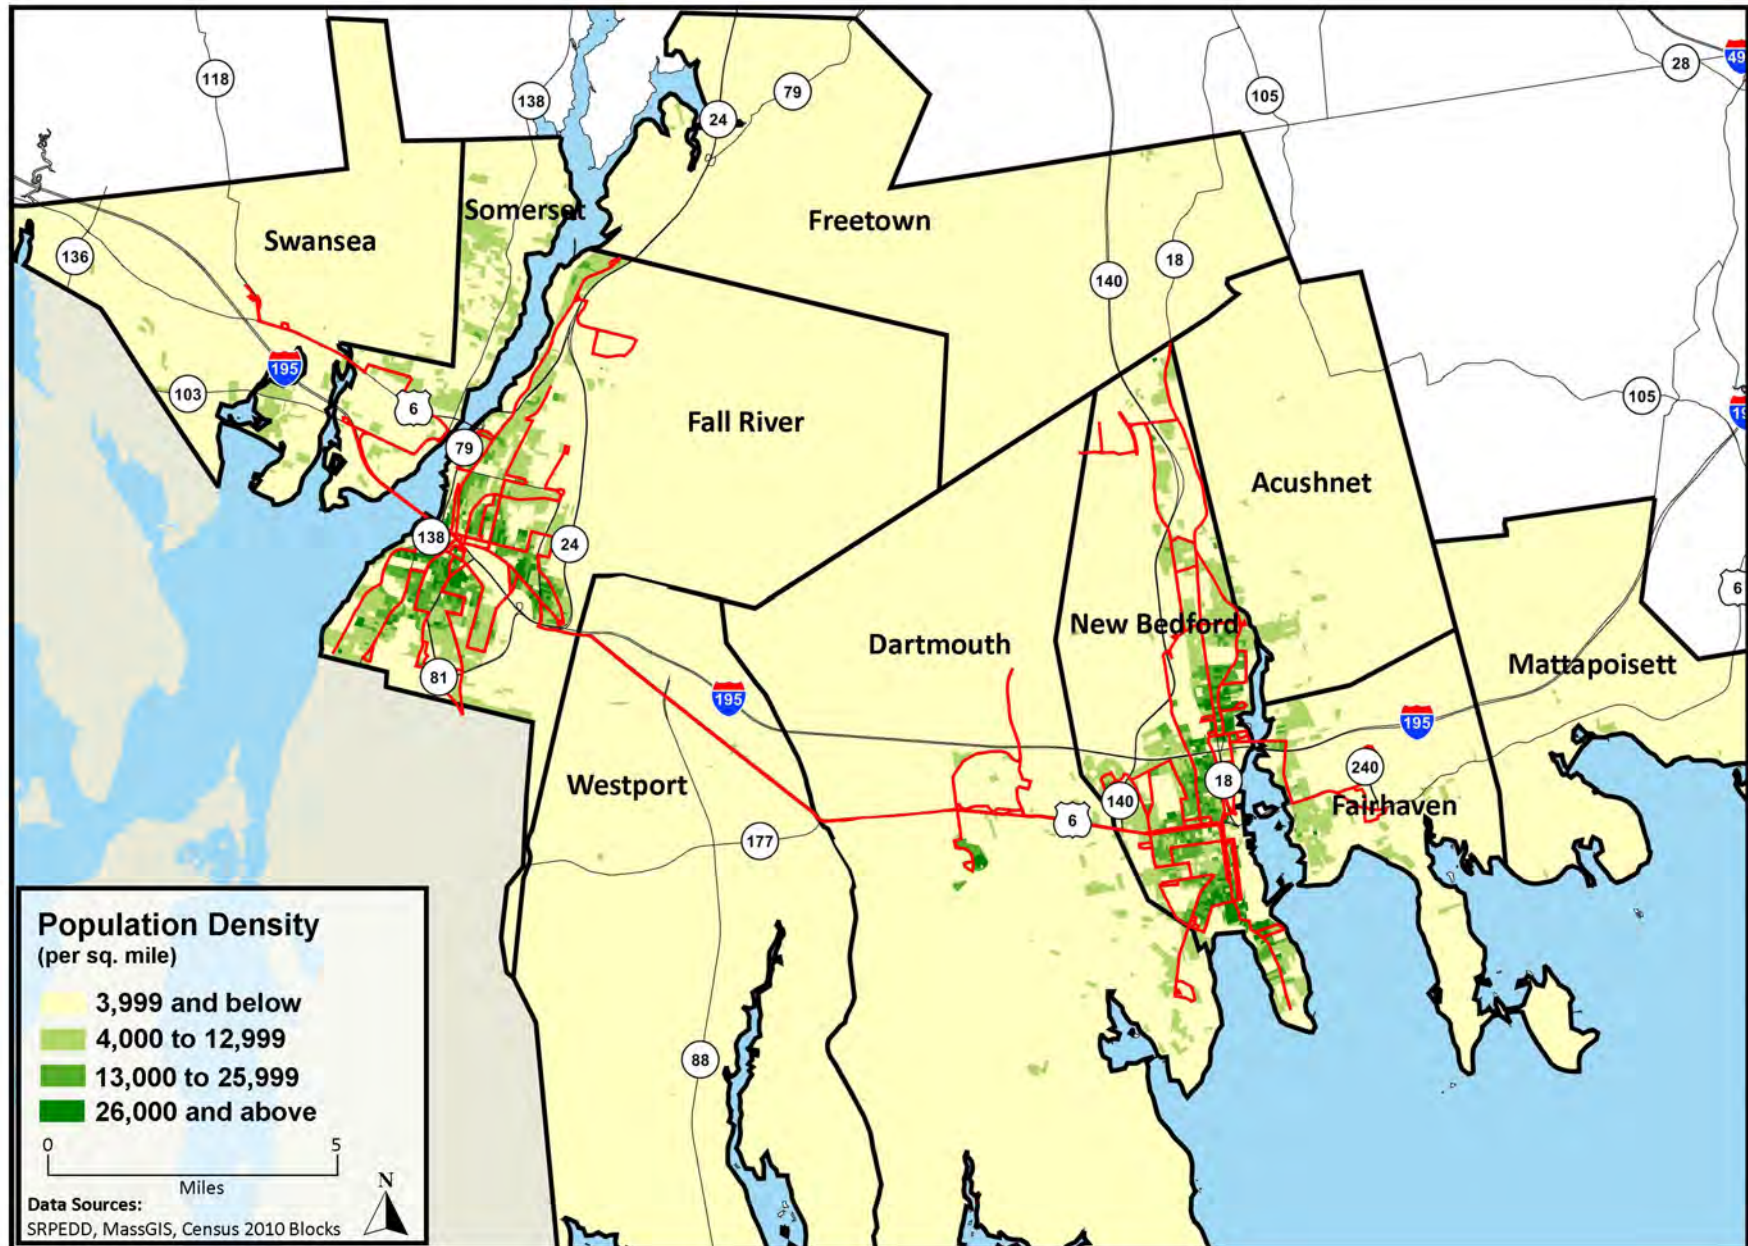 118
138
79
24
28
49
105
Somerset
Freetown
Swansea
136
140
18
195
103
6
Fall River
105
19
79
Acushnet
138
24
6
New Bedford
Dartmouth
Mattapoisett
81
195
195
Westport
240
18
140
Fairhaven
6
177
88
Population Density
(per sq. mile)
3,999 and below
4,000 to 12,999
13,000 to 25,999
26,000 and above
0 5
Miles
N
Data Sources:
SRPEDD, MassGIS, Census 2010 Blocks